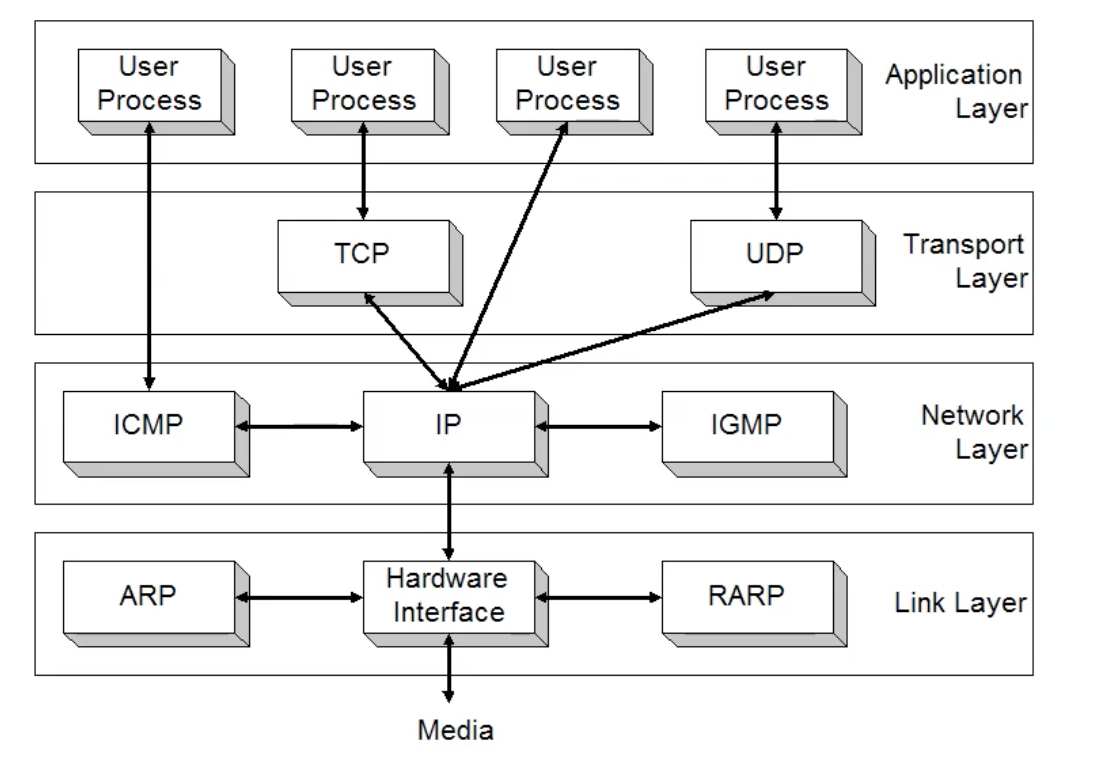 User
Process
User
Process
User
Process
User
Process
Application
Layer
TCP
UDP
Transport
Layer
ICMP
IP
IGMP
Network
Layer
ARP
Hardware
Interface
RARP
Link Layer
Media